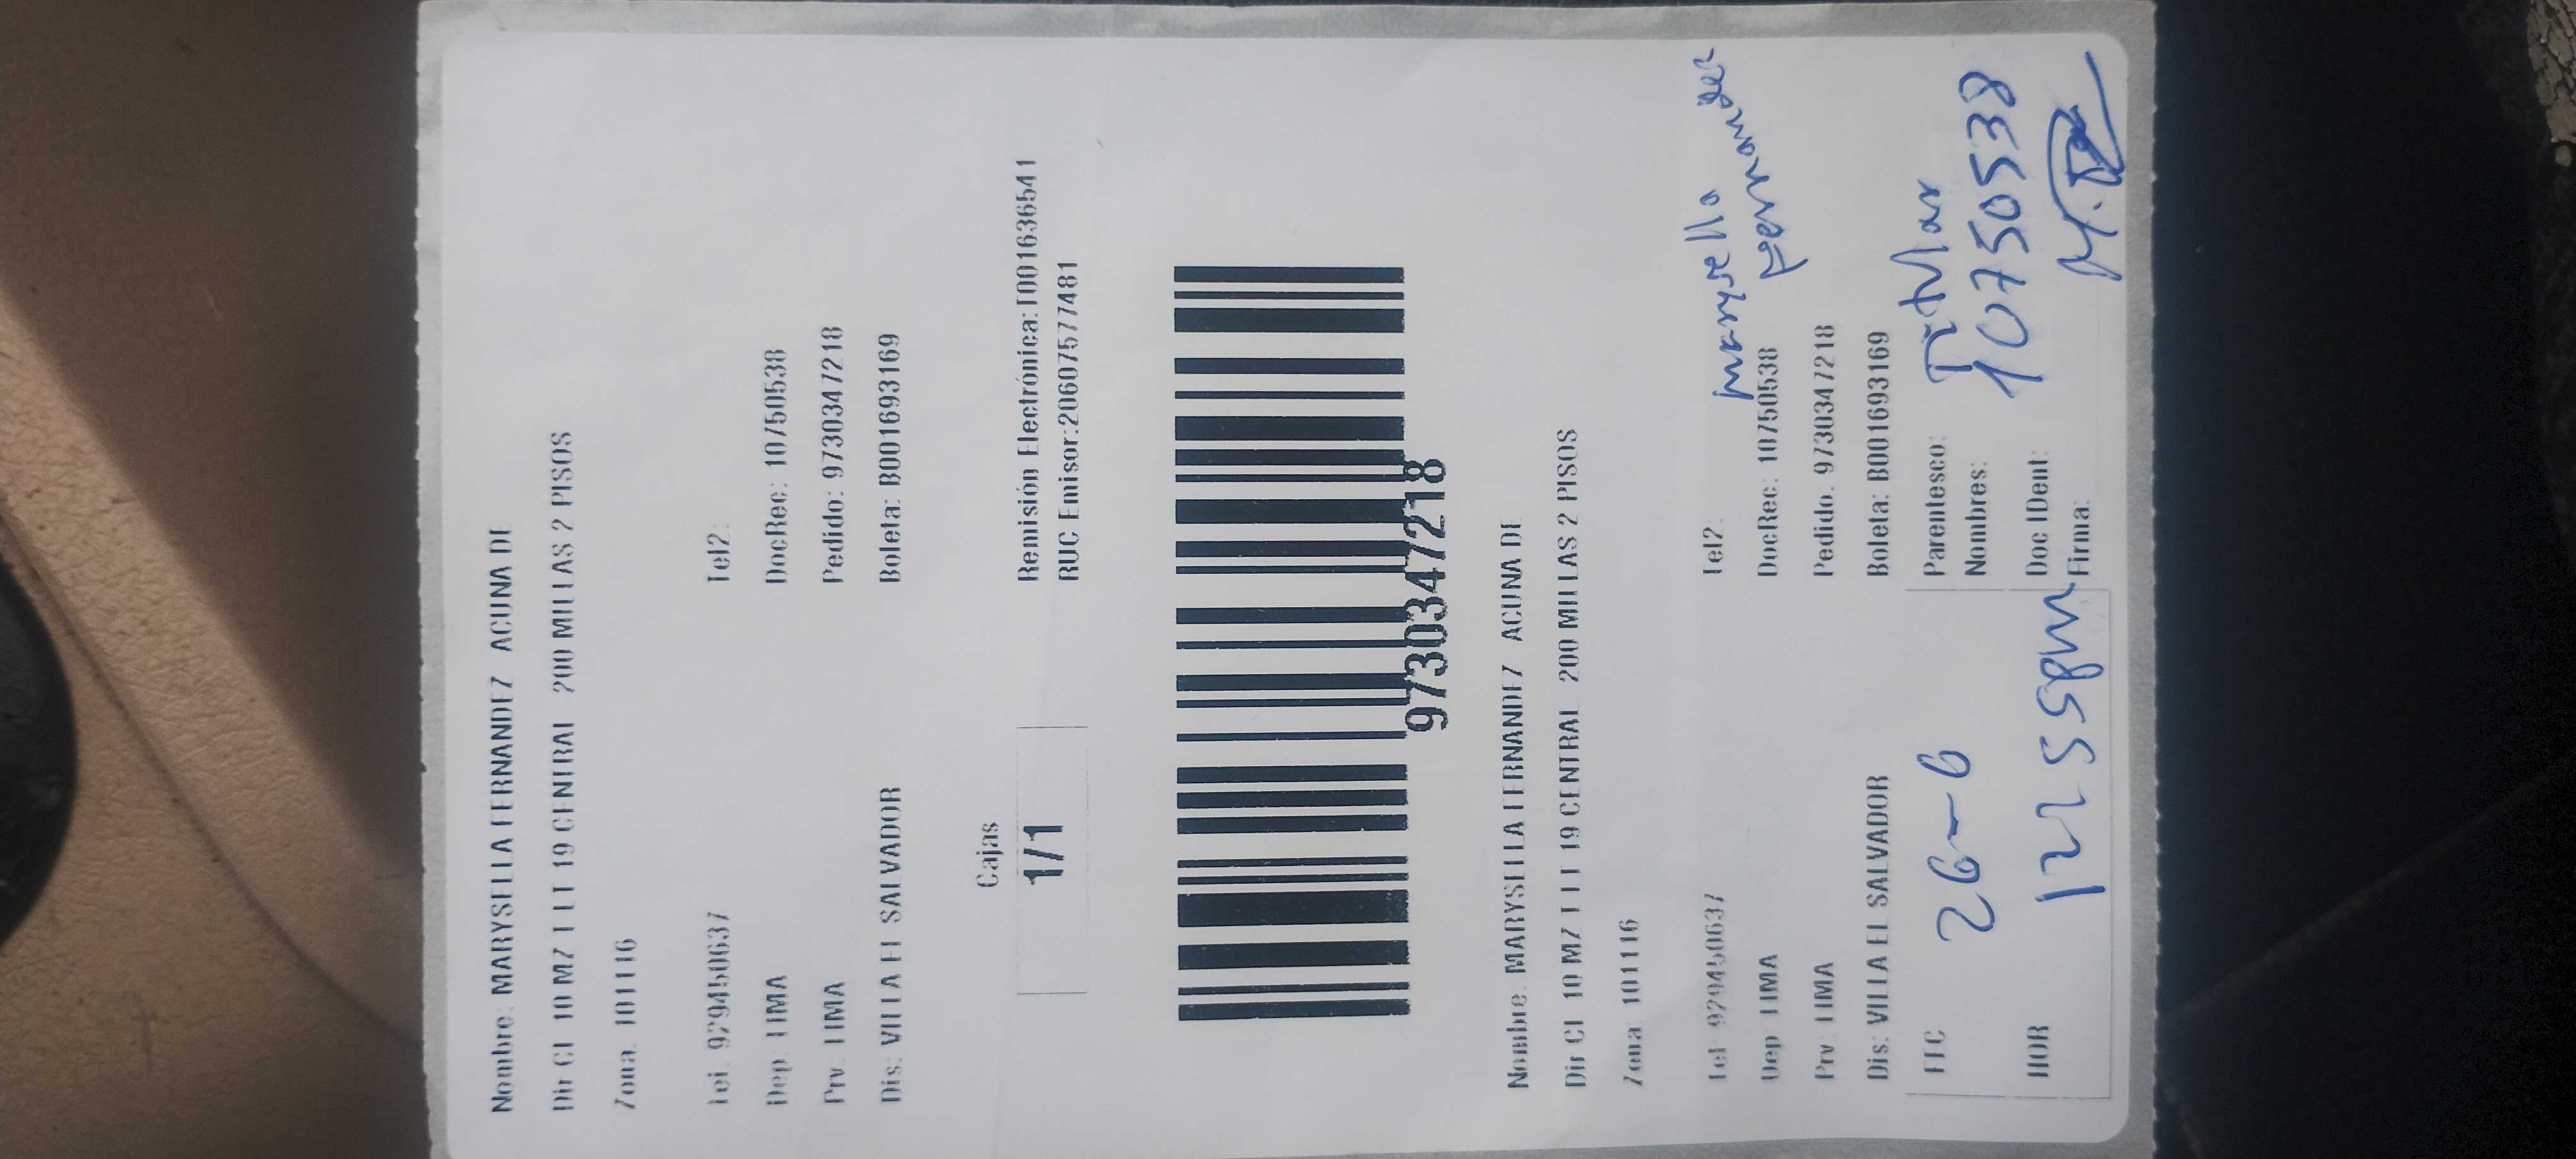 Nombre: MARYSELLA FERNANDEZ ACUNA DE
Dir CL 10 MZ I LT 19 CENTRAL 200 MILLAS 2 PISOS
Zona: 101116
Tel: 929450637 Tel2:
Dep: LIMA DocRec: 10750538
Prv: LIMA Pedido: 9730347218
Dis: VILLA EL SALVADOR Boleta: B001693169
Cajas
1/1
Remisión Electrónica: T001636541
RUC Emisor:20607577481
9730347218
Nombre: MARYSELLA FERNANDEZ ACUNA DE
Dir CL 10 MZ I LT 19 CENTRAL 200 MILLAS 2 PISOS
Zona: 101116
Tel: 929450637 Tel2: marysella
Fernandez
Dep: LIMA DocRec: 10750538
Prv: LIMA Pedido: 9730347218
Dis: VILLA EL SALVADOR Boleta: B001693169
FEC 26-6 Parentesco: Titular
Nombres: 10750538
HOR 12 55pm Doc IDent:
Firma: